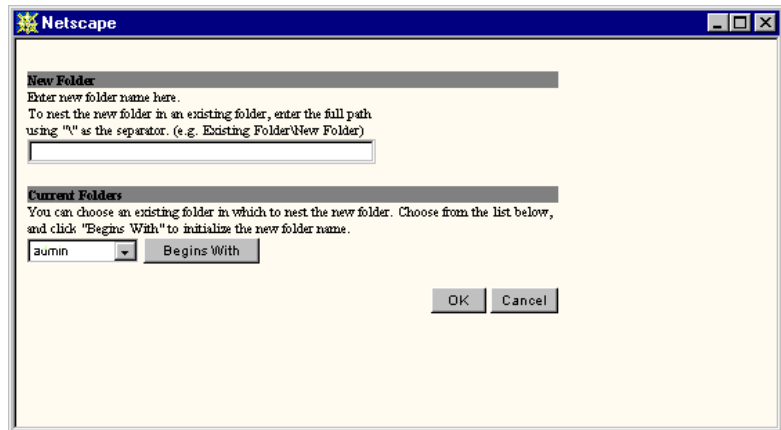 Netscape
New Folder
Enter new folder name here.
To nest the new folder in an existing folder, enter the full path
using "\" as the separator. (e.g. Existing Folder\New Folder)
Current Folders
You can choose an existing folder in which to nest the new folder. Choose from the list below,
and click "Begins With" to initialize the new folder name.
aumin Begins With
OK Cancel